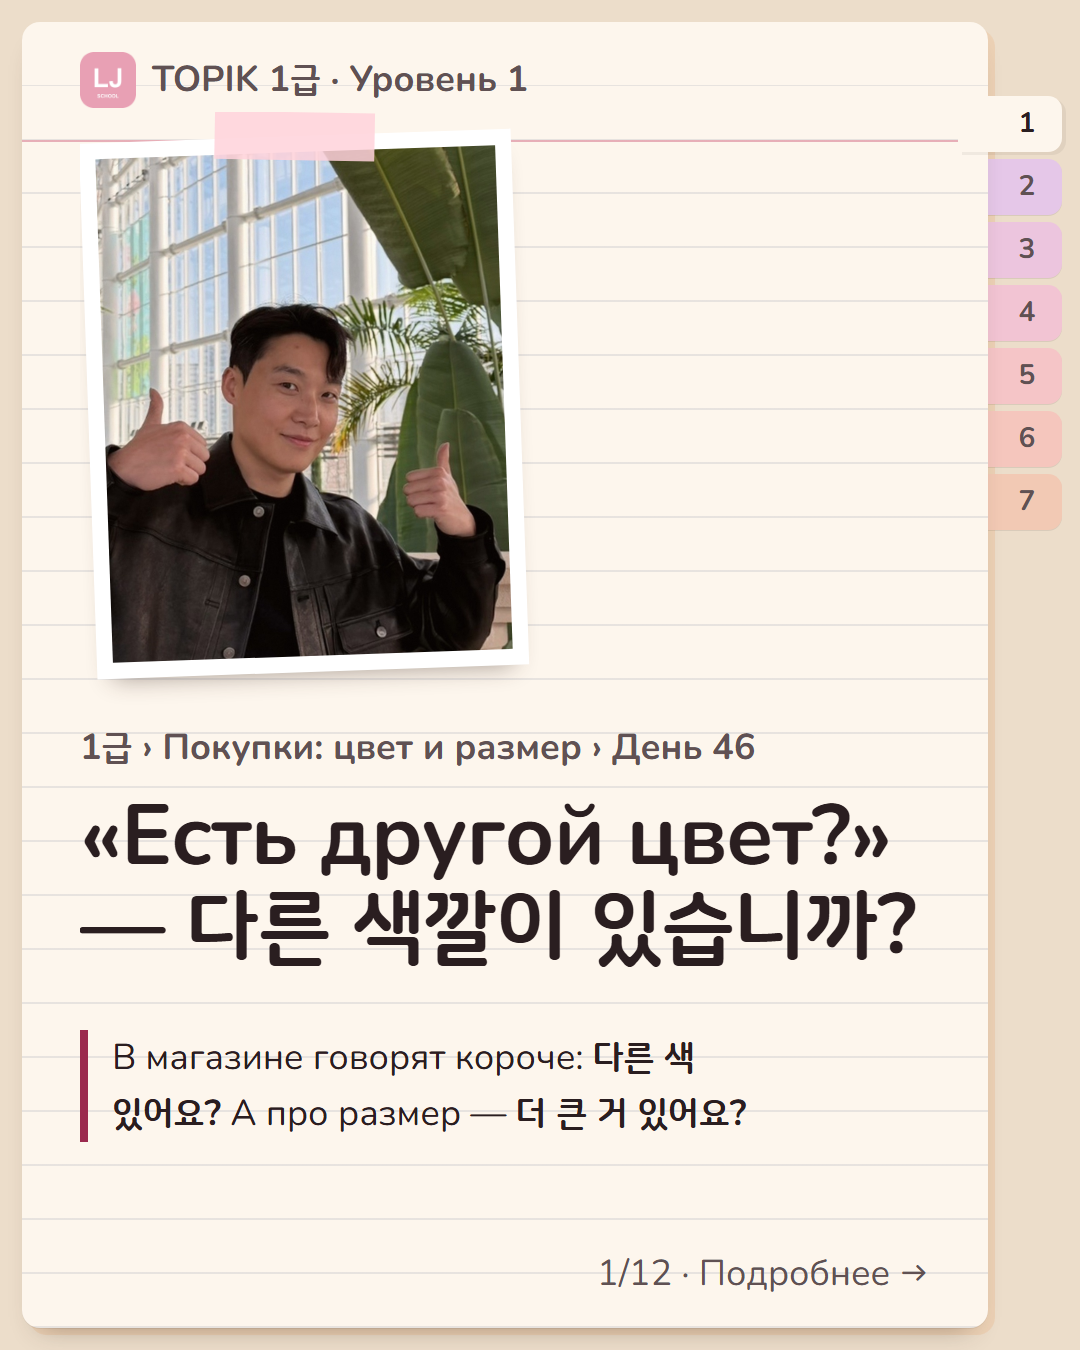 LJ
SCHOOL
TOPIK 1급 · Уровень 1
1
2
3
4
5
6
7
1급 › Покупки: цвет и размер › День 46
«Есть другой цвет?»
— 다른 색깔이 있습니까?
В магазине говорят короче: 다른 색
있어요? А про размер — 더 큰 거 있어요?
1/12 · Подробнее →